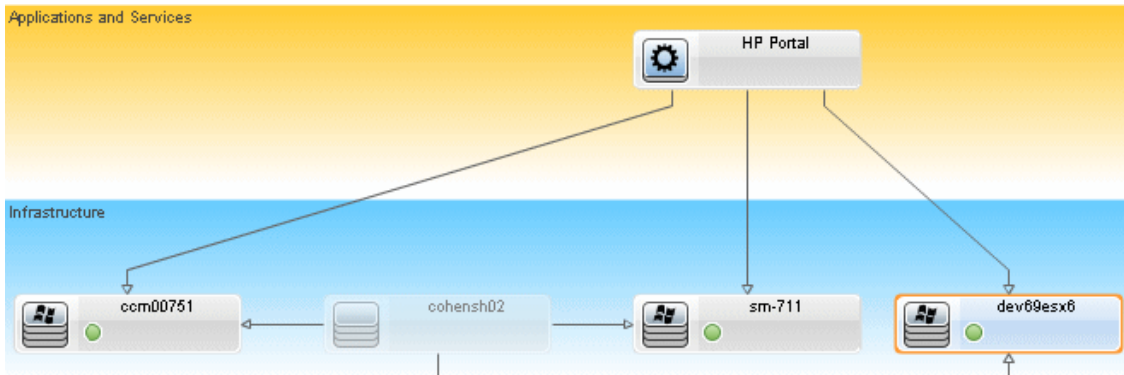 Applications and Services
HP Portal
Infrastructure
ccm00751
cohensh02
sm-711
dev69esx6